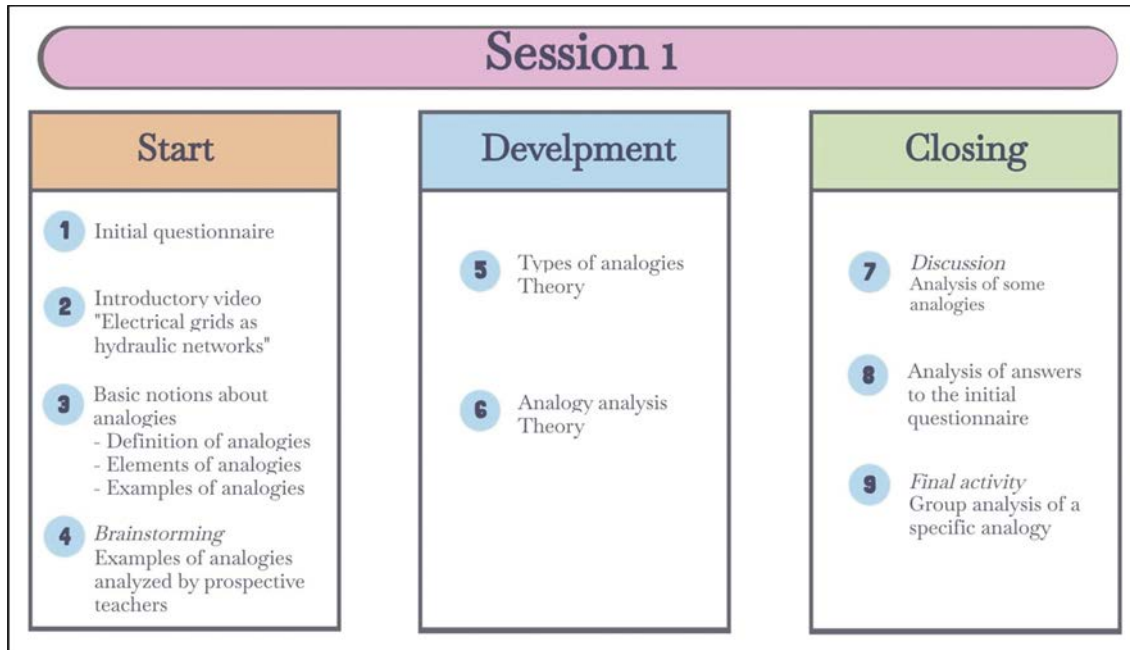 Session 1
Start
1 Initial questionnaire
2 Introductory video
"Electrical grids as
hydraulic networks"
3 Basic notions about
analogies
- Definition of analogies
- Elements of analogies
- Examples of analogies
4 Brainstorming
Examples of analogies
analyzed by prospective
teachers
Develpment
5 Types of analogies
Theory
6 Analogy analysis
Theory
Closing
7 Discussion
Analysis of some
analogies
8 Analysis of answers
to the initial
questionnaire
9 Final activity
Group analysis of a
specific analogy